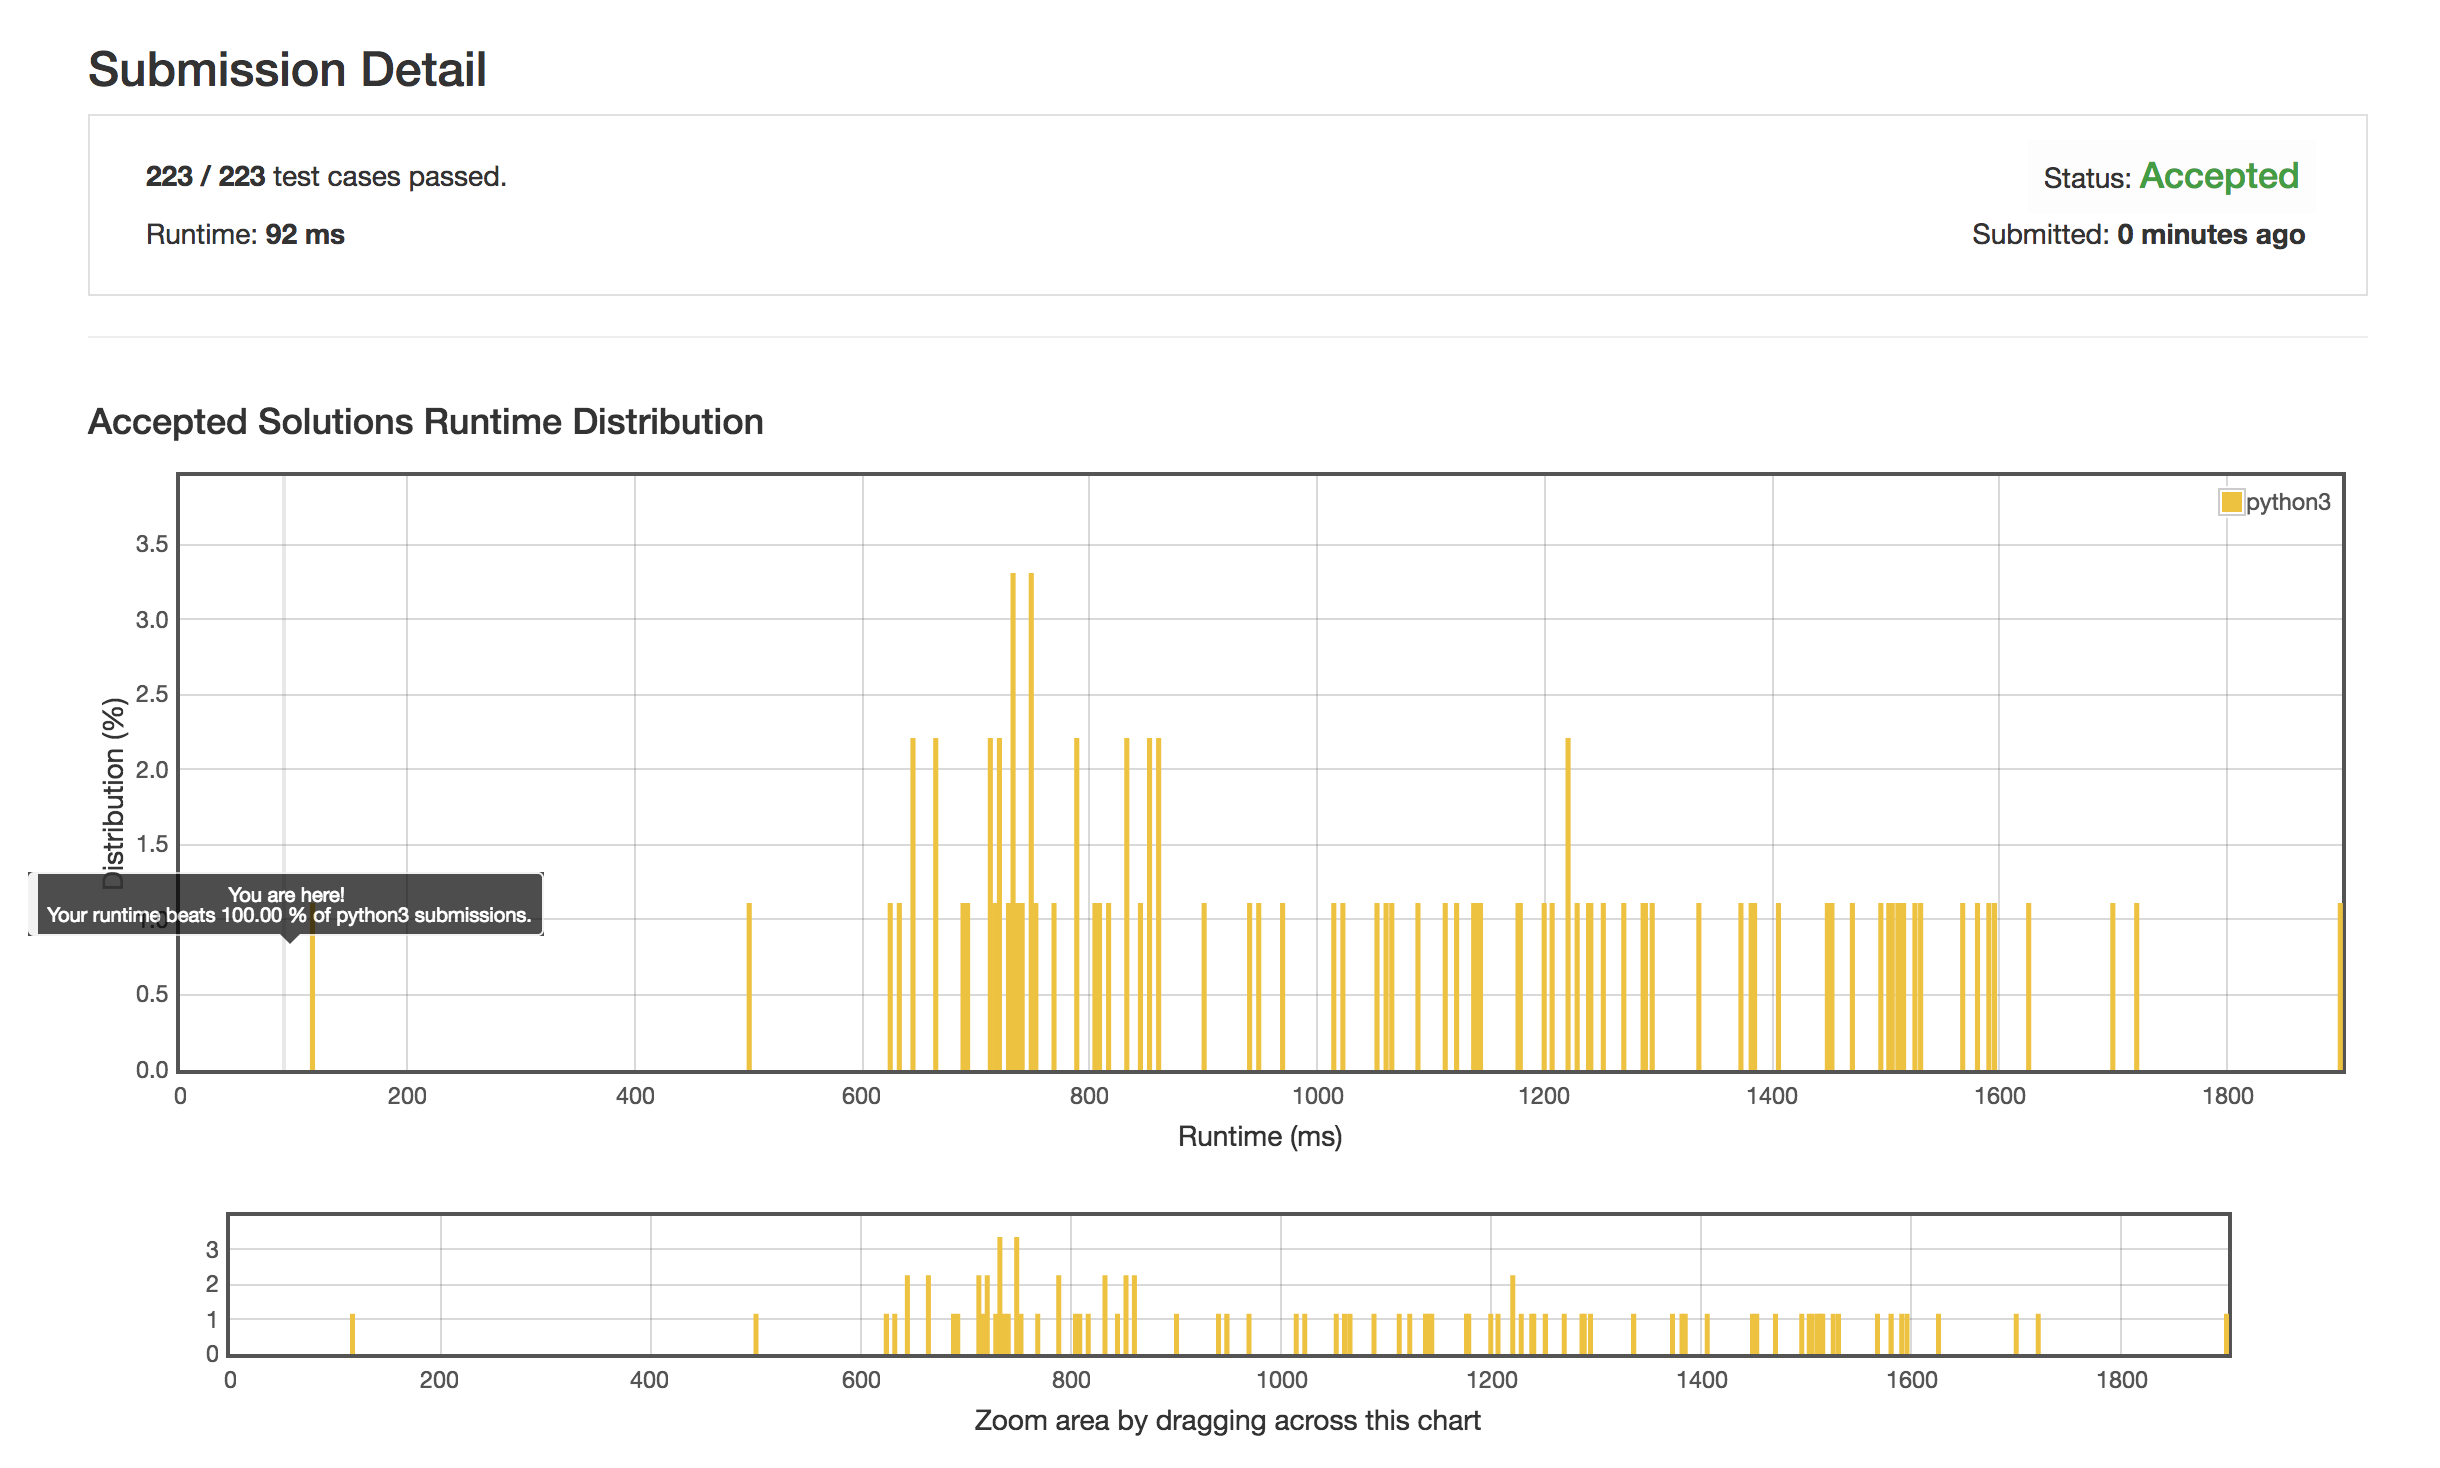 Submission Detail
223 / 223 test cases passed.
Status: Accepted
Runtime: 92 ms
Submitted: 0 minutes ago
Accepted Solutions Runtime Distribution
python3
3.5
3.0
2.5
2.0
1.5
1.0
0.5
0.0
Distribution (%)
You are here!
Your runtime beats 100.00 % of python3 submissions.
0 200 400 600 800 1000 1200 1400 1600 1800
Runtime (ms)
3
2
1
0
0 200 400 600 800 1000 1200 1400 1600 1800
Zoom area by dragging across this chart